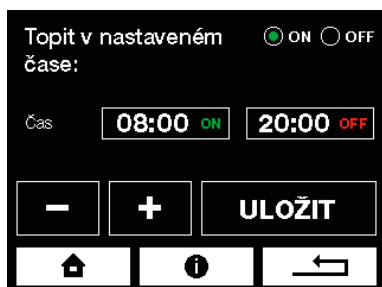 Topit v nastaveném ON OFF
čase:
Čas 08:00 ON 20:00 OFF
- + ULOŽIT